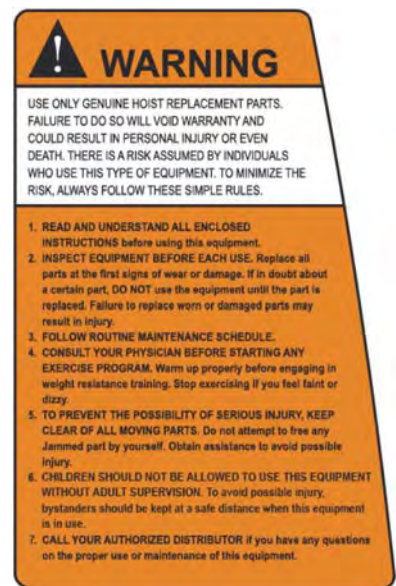 WARNING
USE ONLY GENUINE HOIST REPLACEMENT PARTS.
FAILURE TO DO SO WILL VOID WARRANTY AND
COULD RESULT IN PERSONAL INJURY OR EVEN
DEATH. THERE IS A RISK ASSUMED BY INDIVIDUALS
WHO USE THIS TYPE OF EQUIPMENT. TO MINIMIZE THE
RISK, ALWAYS FOLLOW THESE SIMPLE RULES.
1. READ AND UNDERSTAND ALL ENCLOSED
INSTRUCTIONS before using this equipment.
2. INSPECT EQUIPMENT BEFORE EACH USE. Replace all
parts at the first signs of wear or damage. If in doubt about
a certain part, DO NOT use the equipment until the part is
replaced. Failure to replace worn or damaged parts may
result in injury.
3. FOLLOW ROUTINE MAINTENANCE SCHEDULE.
4. CONSULT YOUR PHYSICIAN BEFORE STARTING ANY
EXERCISE PROGRAM. Warm up properly before engaging in
weight resistance training. Stop exercising if you feel faint or
dizzy.
5. TO PREVENT THE POSSIBILITY OF SERIOUS INJURY, KEEP
CLEAR OF ALL MOVING PARTS. Do not attempt to free any
Jammed part by yourself. Obtain assistance to avoid possible
injury.
6. CHILDREN SHOULD NOT BE ALLOWED TO USE THIS EQUIPMENT
WITHOUT ADULT SUPERVISION. To avoid possible injury,
bystanders should be kept at a safe distance when this equipment
is in use.
7. CALL YOUR AUTHORIZED DISTRIBUTOR if you have any questions
on the proper use or maintenance of this equipment.